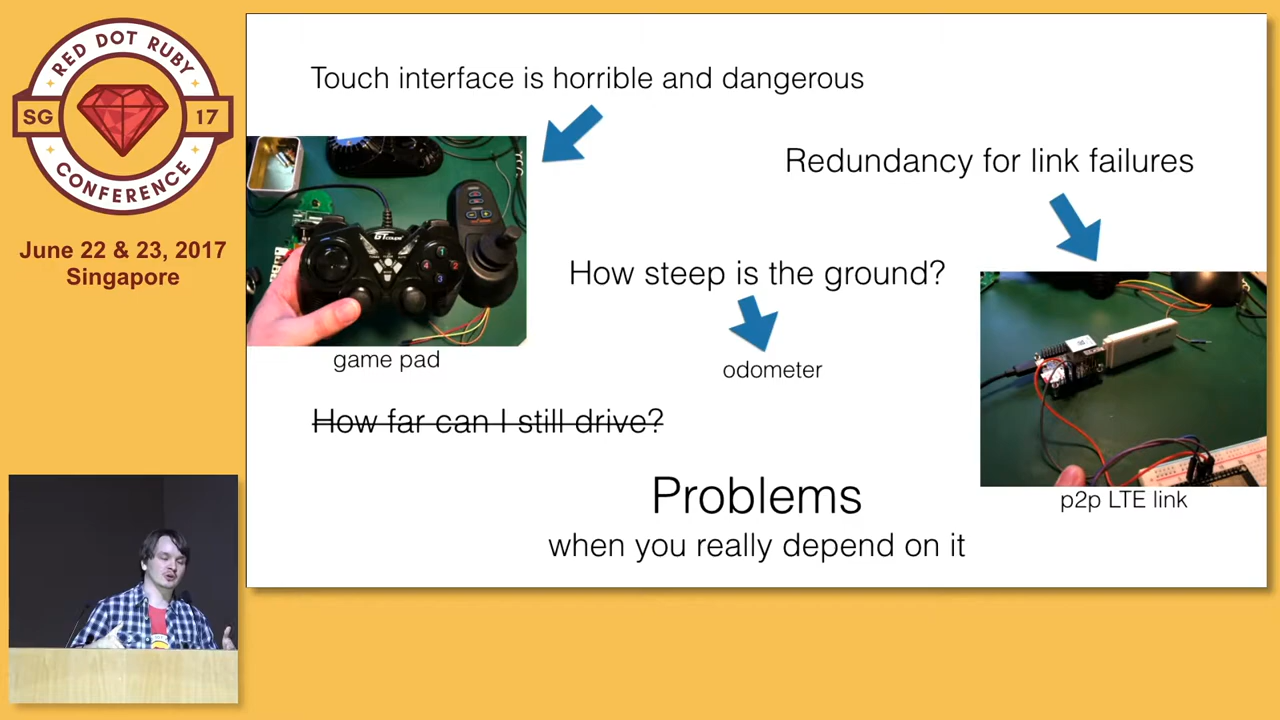 RED DOT RUBY
SG 17
CONFERENCE
June 22 & 23, 2017
Singapore
Touch interface is horrible and dangerous
Redundancy for link failures
How steep is the ground?
game pad
odometer
How far can I still drive?
p2p LTE link
Problems
when you really depend on it